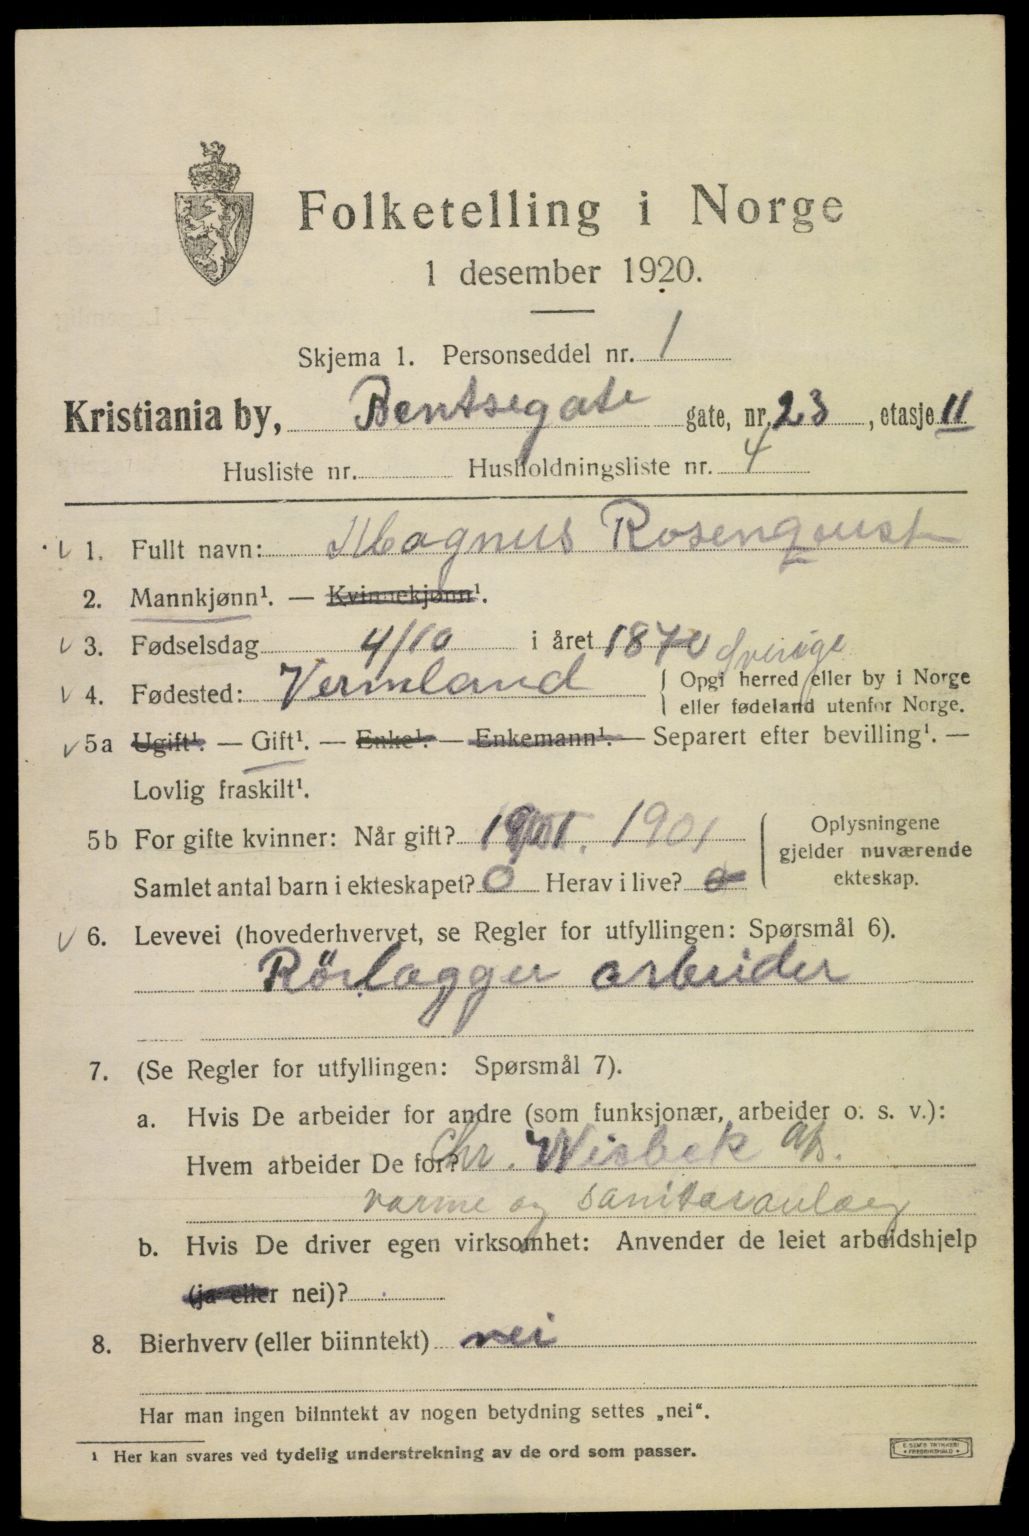 Folketelling i Norge
1 desember 1920.
Skjema 1. Personseddel nr. 1
Kristiania by, Bentsegate gate, nr. 23, etasje 11
Husliste nr. Husholdningsliste nr. 4
1. Fullt navn: Magnus Rosenquist
2. Mannkjønn¹. — Kvinnekjønn¹.
3. Fødselsdag 4/10 i året 1870 Sverige
4. Fødested: Vermland Opgi herred eller by i Norge
eller fødeland utenfor Norge.
5a Ugift¹. — Gift¹. — Enke¹. — Enkemann¹. — Separert efter bevilling¹. —
Lovlig fraskilt¹.
5b For gifte kvinner: Når gift? 1901. 1901 Oplysningene
gjelder nuværende
Samlet antal barn i ekteskapet? 0 Herav i live? 0 ekteskap.
6. Levevei (hovederhvervet, se Regler for utfyllingen: Spørsmål 6).
Rörlægger arbeider
7. (Se Regler for utfyllingen: Spørsmål 7).
a. Hvis De arbeider for andre (som funksjonær, arbeider o. s. v.):
Hvem arbeider De for? Chr. Wisbek A/s.
varme og sanitæranlæg
b. Hvis De driver egen virksomhet: Anvender de leiet arbeidshjelp
(ja eller nei)?
8. Bierhverv (eller biinntekt) nei
Har man ingen biinntekt av nogen betydning settes „nei“.
¹ Her kan svares ved tydelig understrekning av de ord som passer.